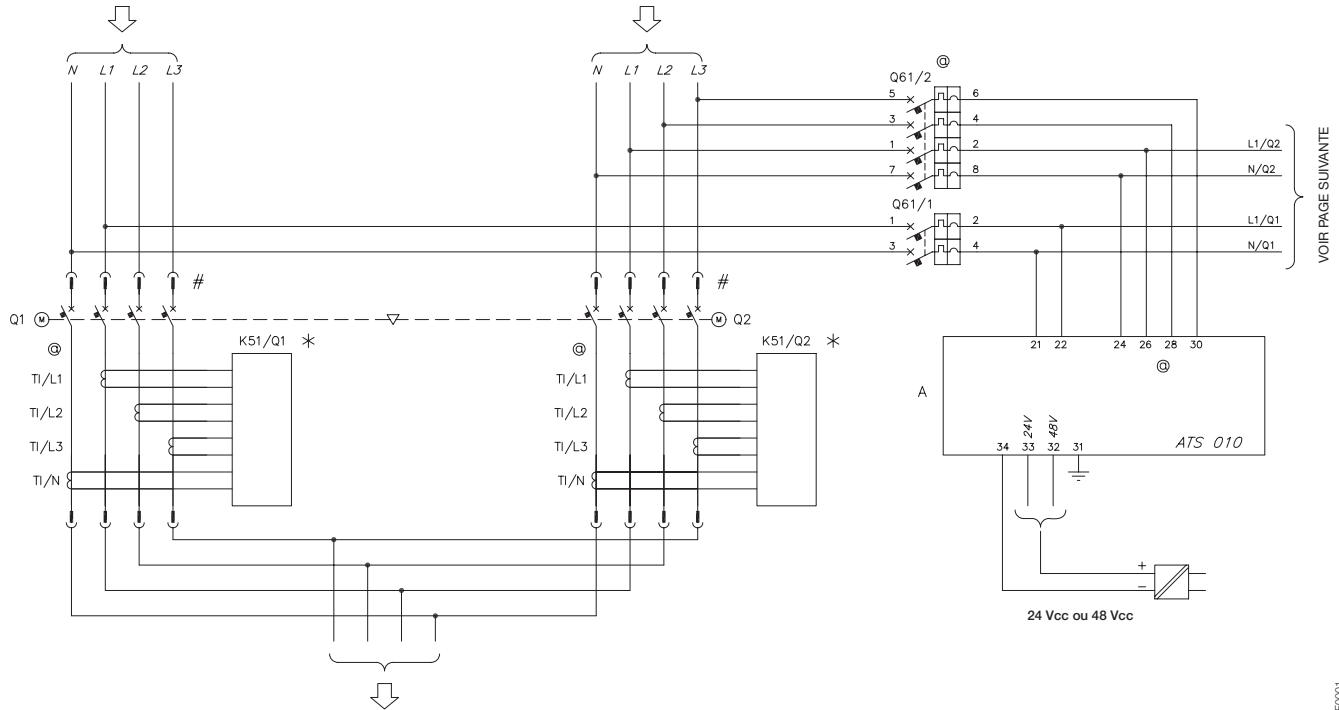 N L1 L2 L3
N L1 L2 L3
@
Q61/2
5 6
3 4
1 2 L1/Q2
7 8 N/Q2
Q61/1
1 2 L1/Q1
3 4 N/Q1
VOIR PAGE SUIVANTE
# #
Q1 M M Q2
@ K51/Q1 * @ K51/Q2 *
TI/L1 TI/L1
TI/L2 TI/L2
TI/L3 TI/L3
TI/N TI/N
21 22 24 26 28 30
@
A
24V 48V
34 33 32 31 ATS 010
+
–
24 Vcc ou 48 Vcc